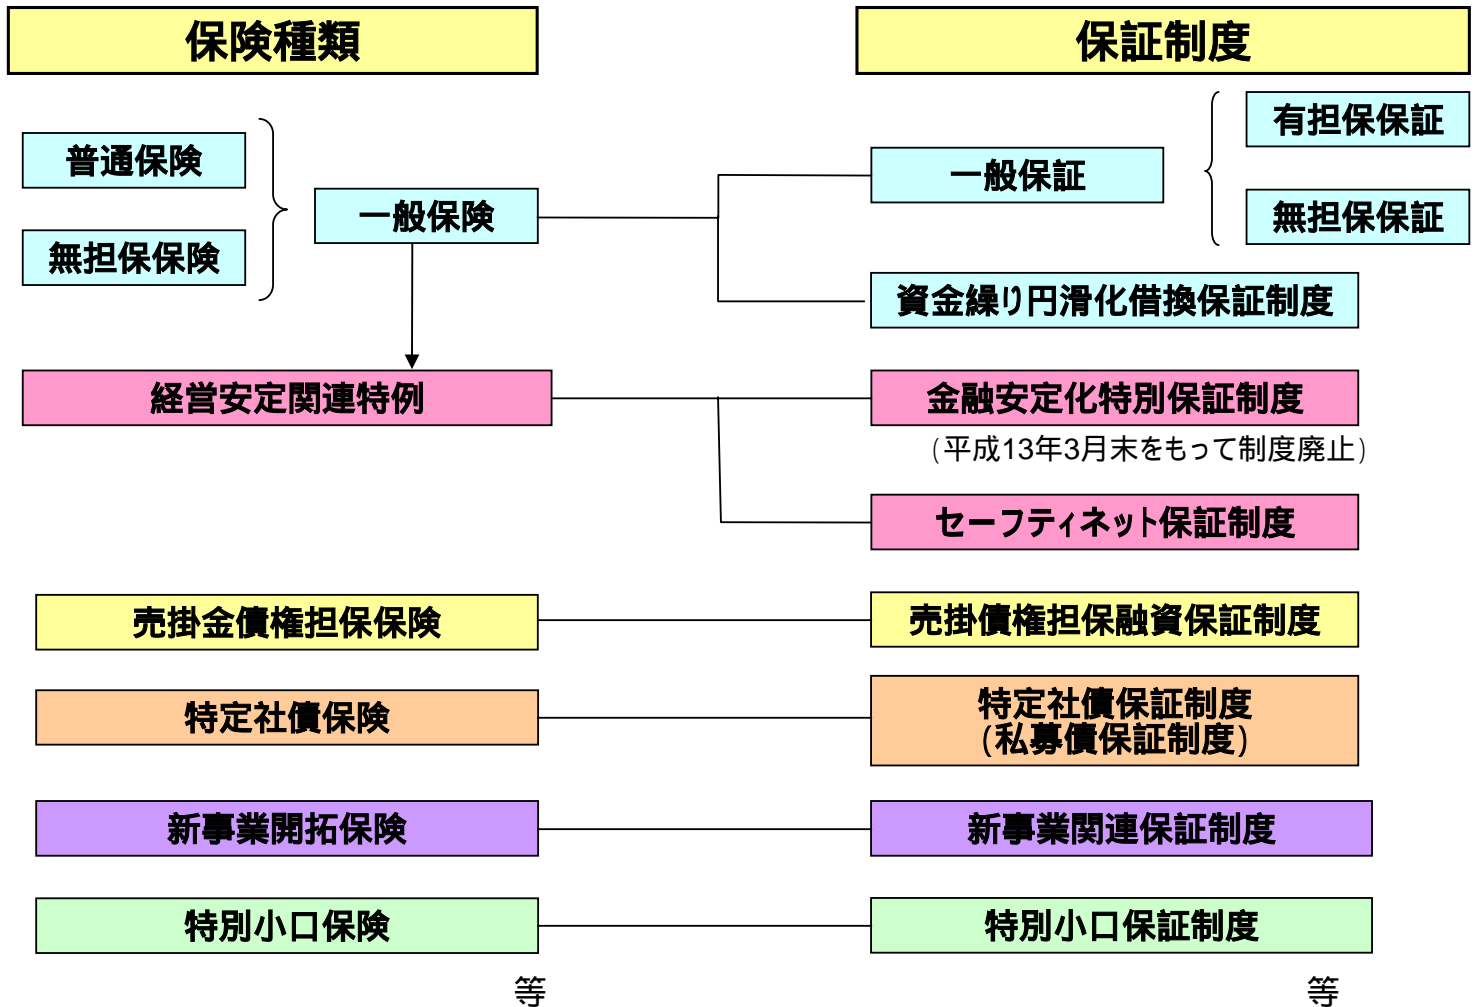 保険種類
保証制度
有担保保証
普通保険
一般保証
一般保険
無担保保証
無担保保険
資金繰り円滑化借換保証制度
経営安定関連特例
金融安定化特別保証制度
(平成13年3月末をもって制度廃止)
セーフティネット保証制度
売掛金債権担保保険
売掛債権担保融資保証制度
特定社債保険
特定社債保証制度
(私募債保証制度)
新事業開拓保険
新事業関連保証制度
特別小口保険
特別小口保証制度
等
等